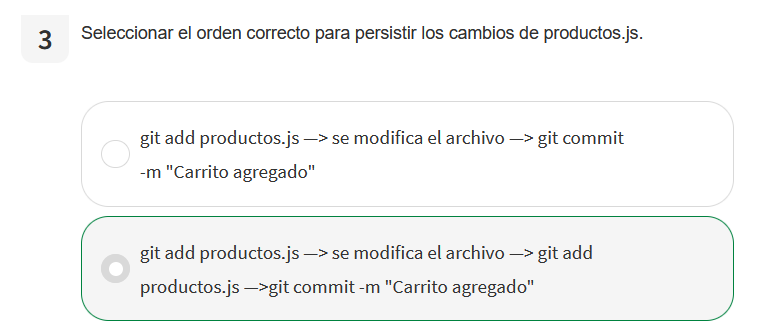 3
Seleccionar el orden correcto para persistir los cambios de productos.js.
git add productos.js —> se modifica el archivo —> git commit
-m "Carrito agregado"
git add productos.js —> se modifica el archivo —> git add
productos.js —>git commit -m "Carrito agregado"